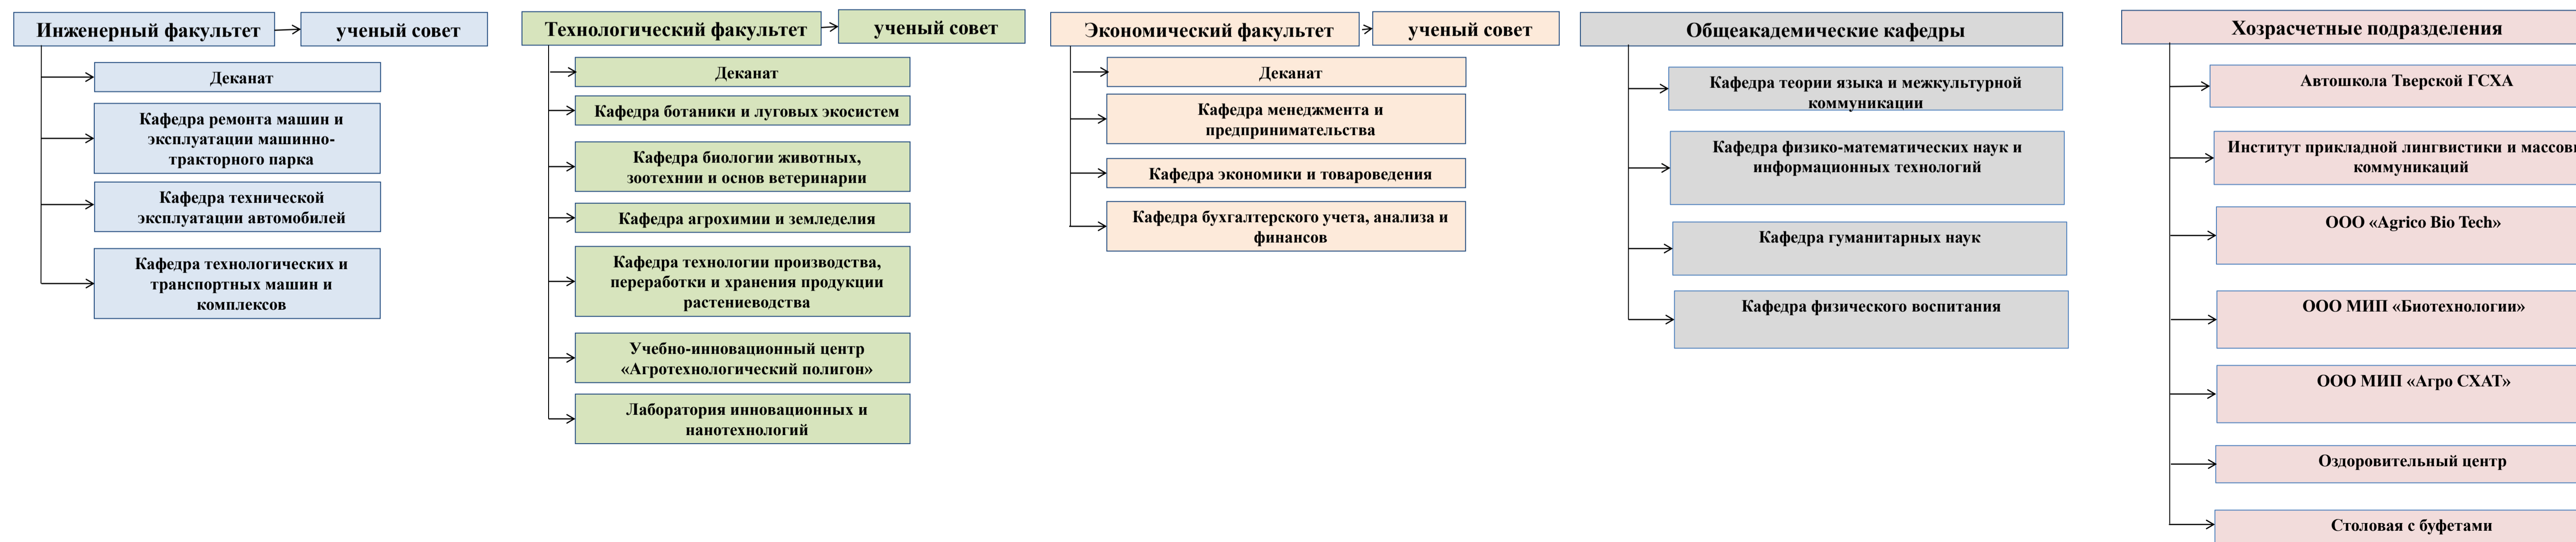 Инженерный факультет
ученый совет
Деканат
Кафедра ремонта машин и
эксплуатации машинно-
тракторного парка
Кафедра технической
эксплуатации автомобилей
Кафедра технологических и
транспортных машин и
комплексов
Технологический факультет
ученый совет
Деканат
Кафедра ботаники и луговых экосистем
Кафедра биологии животных,
зоотехнии и основ ветеринарии
Кафедра агрохимии и земледелия
Кафедра технологии производства,
переработки и хранения продукции
растениеводства
Учебно-инновационный центр
«Агротехнологический полигон»
Лаборатория инновационных и
нанотехнологий
Экономический факультет
ученый совет
Деканат
Кафедра менеджмента и
предпринимательства
Кафедра экономики и товароведения
Кафедра бухгалтерского учета, анализа и
финансов
Общеакадемические кафедры
Кафедра теории языка и межкультурной
коммуникации
Кафедра физико-математических наук и
информационных технологий
Кафедра гуманитарных наук
Кафедра физического воспитания
Хозрасчетные подразделения
Автошкола Тверской ГСХА
Институт прикладной лингвистики и
коммуникаций
ООО «Agrico Bio Tech»
ООО МИП «Биотехнологии»
ООО МИП «Агро СХАТ»
Оздоровительный центр
Столовая с буфетами